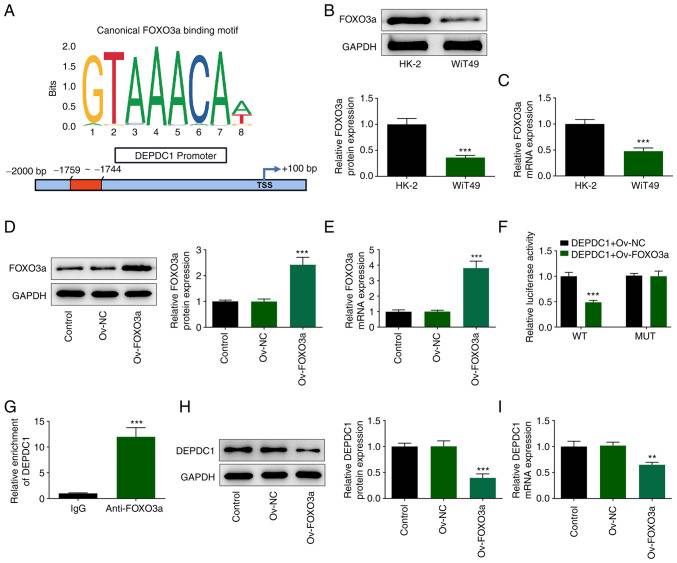 A
Canonical FOXO3a binding motif
Bits
2.0
1.5
1.0
0.5
0.0
GTAAACAA
T
1 2 3 4 5 6 7 8
DEPDC1 Promoter
−2000 bp
−1759 ~ −1744
+100 bp
TSS
B
FOXO3a
GAPDH
HK-2 WiT49
Relative FOXO3a
protein expression
1.5
1.0
0.5
0.0
***
HK-2 WiT49
C
Relative FOXO3a
mRNA expression
1.5
1.0
0.5
0.0
***
HK-2 WiT49
D
FOXO3a
GAPDH
Control
Ov-NC
Ov-FOXO3a
Relative FOXO3a
protein expression
3
2
1
0
***
Control
Ov-NC
Ov-FOXO3a
E
Relative FOXO3a
mRNA expression
5
4
3
2
1
0
***
Control
Ov-NC
Ov-FOXO3a
F
DEPDC1+Ov-NC
DEPDC1+Ov-FOXO3a
Relative luciferase activity
1.5
1.0
0.5
0.0
***
WT MUT
G
Relative enrichment
of DEPDC1
15
10
5
0
***
IgG Anti-FOXO3a
H
DEPDC1
GAPDH
Control
Ov-NC
Ov-FOXO3a
Relative DEPDC1
protein expression
1.5
1.0
0.5
0.0
***
Control
Ov-NC
Ov-FOXO3a
I
Relative DEPDC1
mRNA expression
1.5
1.0
0.5
0.0
**
Control
Ov-NC
Ov-FOXO3a